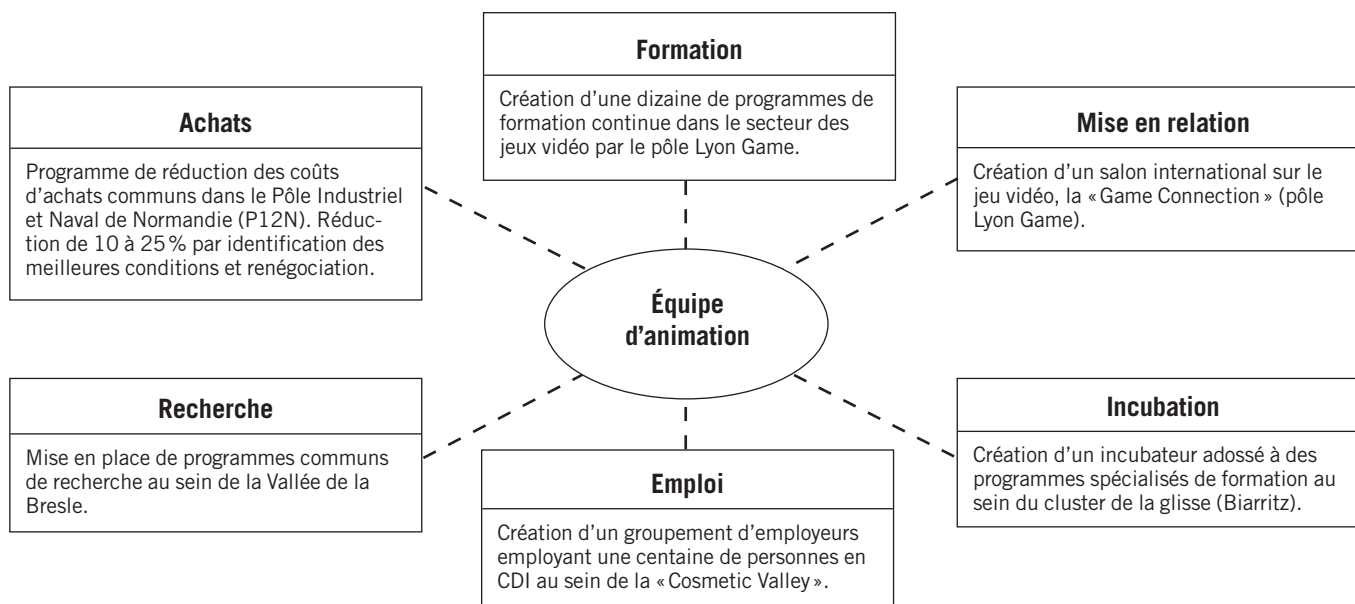 Formation
Création d’une dizaine de programmes de
formation continue dans le secteur des
jeux vidéo par le pôle Lyon Game.
Achats
Programme de réduction des coûts
d’achats communs dans le Pôle Industriel
et Naval de Normandie (P12N). Réduc-
tion de 10 à 25 % par identification des
meilleures conditions et renégociation.
Mise en relation
Création d’un salon international sur le
jeu vidéo, la « Game Connection » (pôle
Lyon Game).
Équipe
d’animation
Recherche
Mise en place de programmes communs
de recherche au sein de la Vallée de la
Bresle.
Emploi
Création d’un groupement d’employeurs
employant une centaine de personnes en
CDI au sein de la « Cosmetic Valley ».
Incubation
Création d’un incubateur adossé à des
programmes spécialisés de formation au
sein du cluster de la glisse (Biarritz).